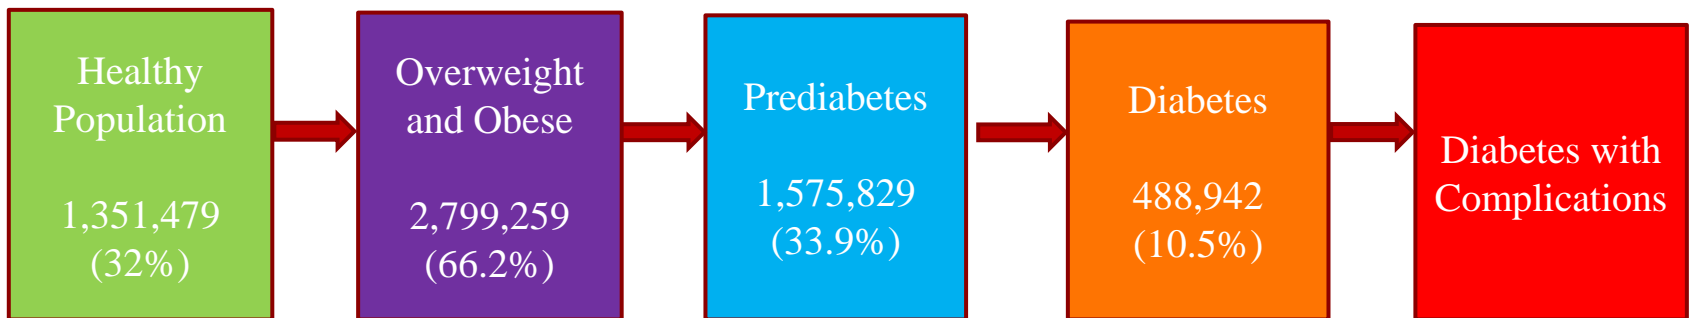 Healthy
Population
1,351,479
(32%)
Overweight
and Obese
2,799,259
(66.2%)
Prediabetes
1,575,829
(33.9%)
Diabetes
488,942
(10.5%)
Diabetes with
Complications